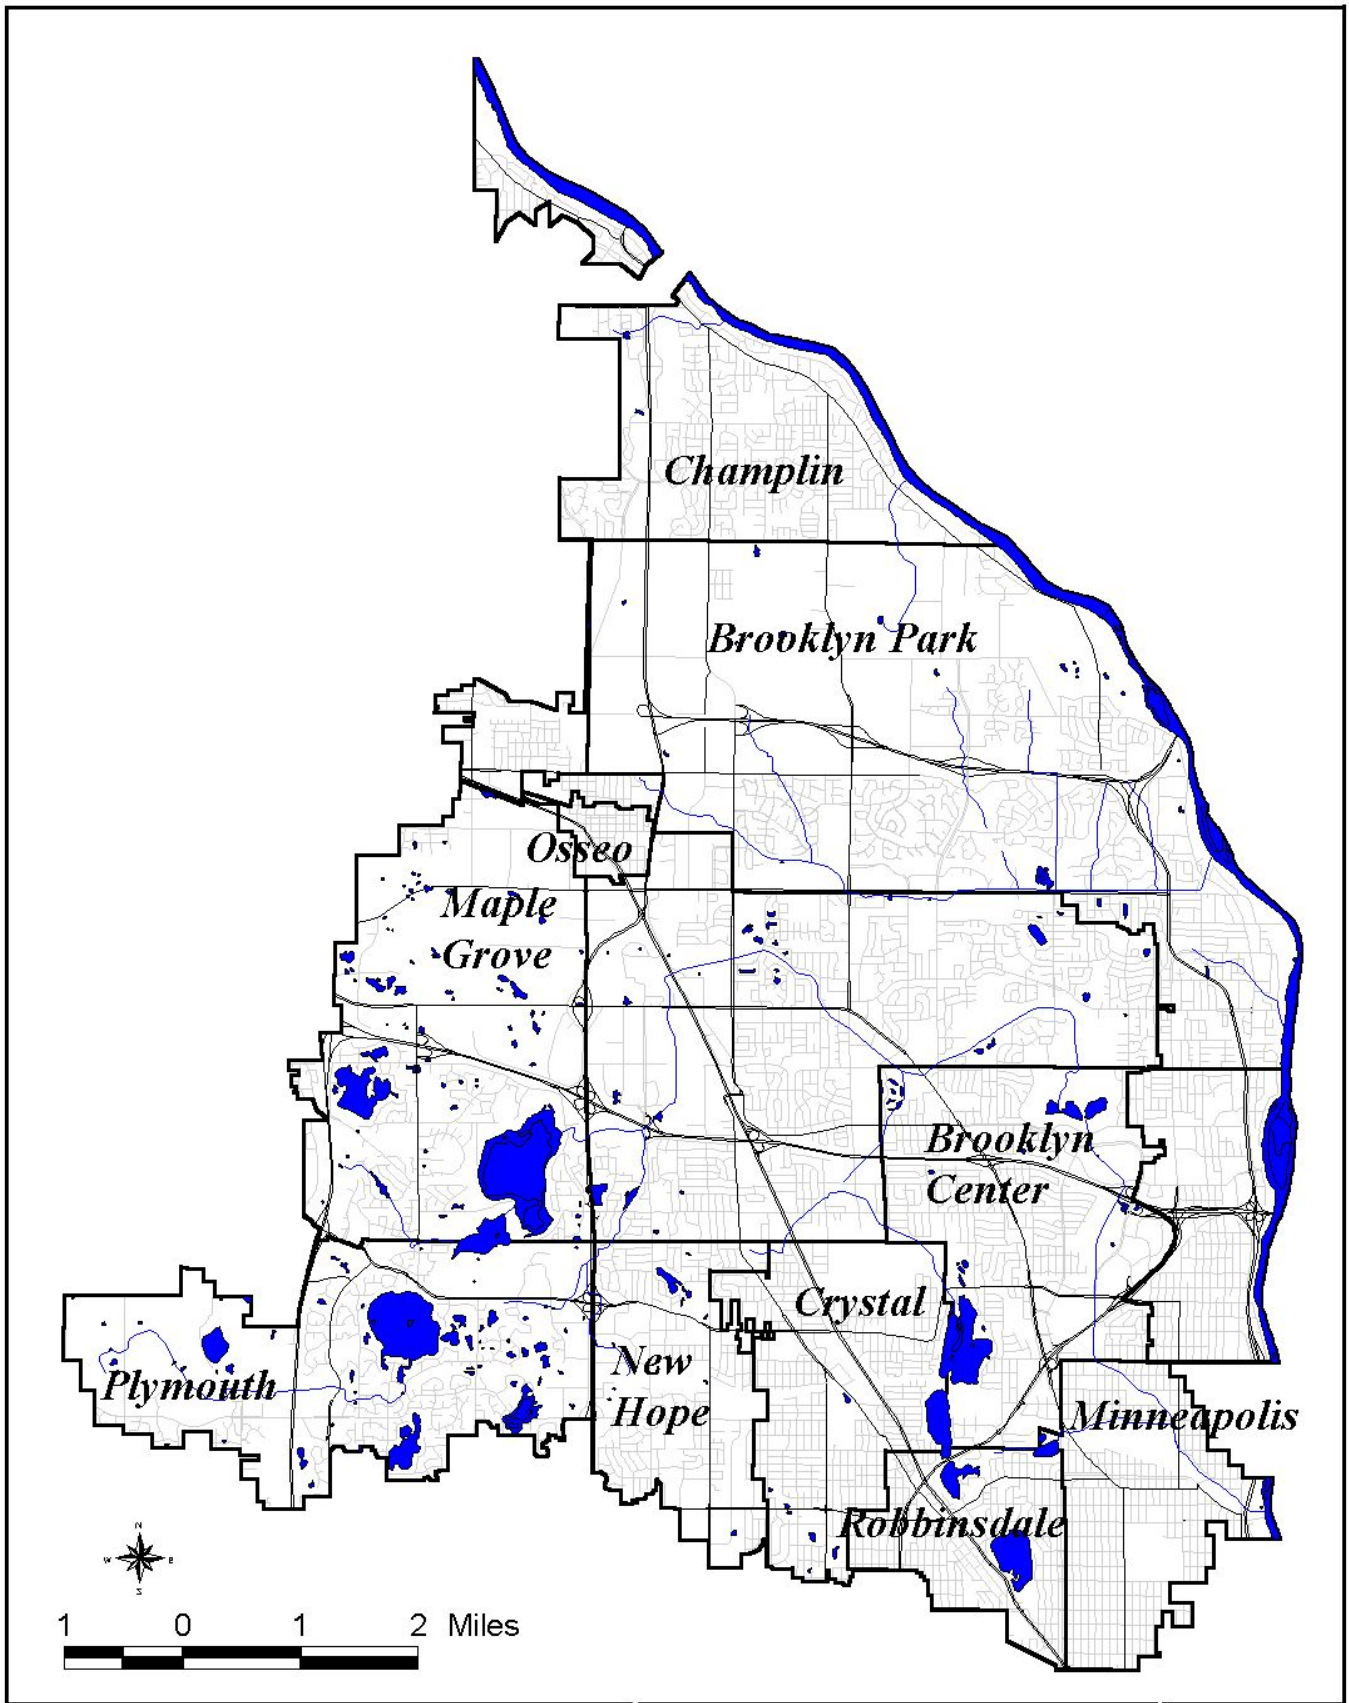 Champlin
Brooklyn Park
Osseo
Maple
Grove
Brooklyn
Center
Crystal
New
Hope
Plymouth
Minneapolis
Robbinsdale
N
W E
S
1 0 1 2 Miles